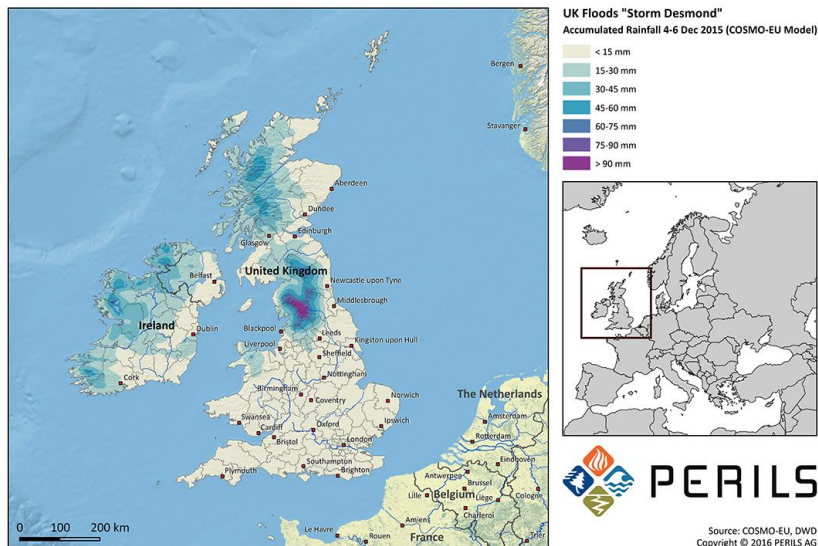 UK Floods "Storm Desmond"
Accumulated Rainfall 4-6 Dec 2015 (COSMO-EU Model)
< 15 mm
15-30 mm
30-45 mm
45-60 mm
60-75 mm
75-90 mm
> 90 mm
Bergen
Stavanger
Aberdeen
Dundee
Edinburgh
Glasgow
United Kingdom
Belfast
Newcastle upon Tyne
Middlesbrough
Ireland
Dublin
Blackpool
Leeds
Liverpool
Kingston upon Hull
Sheffield
Cork
Nottingham
Birmingham
Coventry
Norwich
The Netherlands
Swansea
Cardiff
Oxford
Ipswich
Amsterdam
Bristol
London
Rotterdam
Southampton
Brighton
Plymouth
Eindhoven
Antwerpen
Brussel
Lille
Belgium
Liège
Cologne
Charleroi
Amiens
Le Havre
Rouen
France
Trier
0 100 200 km
PERILS
Source: COSMO-EU, DWD
Copyright © 2016 PERILS AG